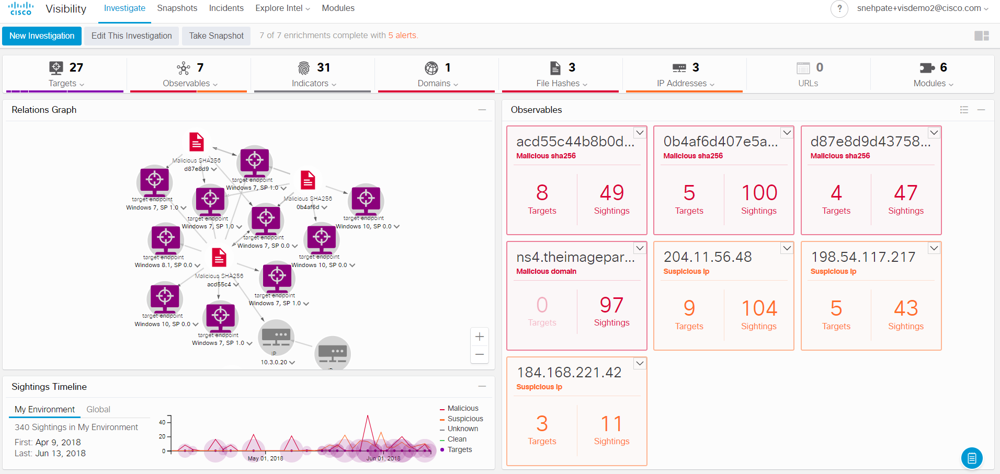 CISCO
Visibility
Investigate
Snapshots
Incidents
Explore Intel
Modules
?
snehpate+visdemo2@cisco.com
New Investigation
Edit This Investigation
Take Snapshot
7 of 7 enrichments complete with 5 alerts.
27
Targets
7
Observables
31
Indicators
1
Domains
3
File Hashes
3
IP Addresses
0
URLs
6
Modules
Relations Graph
Malicious SHA256
d87e8d9
target endpoint
Windows 7, SP 1.0
target endpoint
Windows 7, SP 1.0
target endpoint
Windows 7, SP 1.0
Malicious SHA256
0b4af6d
target endpoint
Windows 10, SP 0.0
target endpoint
Windows 7, SP 0.0
target endpoint
Windows 8.1, SP 0.0
target endpoint
Windows 10, SP 0.0
Malicious SHA256
acd55c4
target endpoint
Windows 7, SP 1.0
target endpoint
Windows 10, SP 0.0
target endpoint
Windows 7, SP 1.0
IP
10.3.0.20
Sightings Timeline
My Environment
Global
340 Sightings in My Environment
First: Apr 9, 2018
Last: Jun 13, 2018
40
20
0
May 01, 2018
Jun 01, 2018
Malicious
Suspicious
Unknown
Clean
Targets
Observables
acd55c44b8b0d...
Malicious sha256
8
Targets
49
Sightings
0b4af6d407e5a...
Malicious sha256
5
Targets
100
Sightings
d87e8d9d43758...
Malicious sha256
4
Targets
47
Sightings
ns4.theimagepar...
Malicious domain
0
Targets
97
Sightings
204.11.56.48
Suspicious Ip
9
Targets
104
Sightings
198.54.117.217
Suspicious Ip
5
Targets
43
Sightings
184.168.221.42
Suspicious Ip
3
Targets
11
Sightings